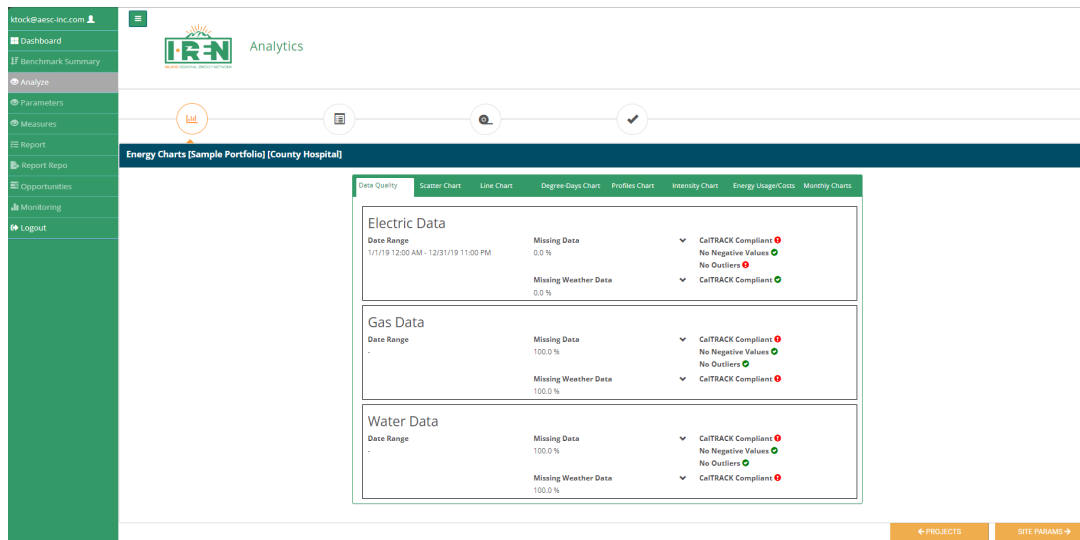 ktock@aesc-inc.com
Dashboard
Benchmark Summary
Analyze
Parameters
Measures
Report
Report Repo
Opportunities
Monitoring
Logout
I-REN
INLAND REGIONAL ENERGY NETWORK
Analytics
Energy Charts [Sample Portfolio] [County Hospital]
Data Quality Scatter Chart Line Chart Degree-Days Chart Profiles Chart Intensity Chart Energy Usage/Costs Monthly Charts
Electric Data
Date Range Missing Data CalTRACK Compliant
1/1/19 12:00 AM - 12/31/19 11:00 PM 0.0 % No Negative Values
No Outliers
Missing Weather Data CalTRACK Compliant
0.0 %
Gas Data
Date Range Missing Data CalTRACK Compliant
- 100.0 % No Negative Values
No Outliers
Missing Weather Data CalTRACK Compliant
100.0 %
Water Data
Date Range Missing Data CalTRACK Compliant
- 100.0 % No Negative Values
No Outliers
Missing Weather Data CalTRACK Compliant
100.0 %
PROJECTS SITE PARAMS